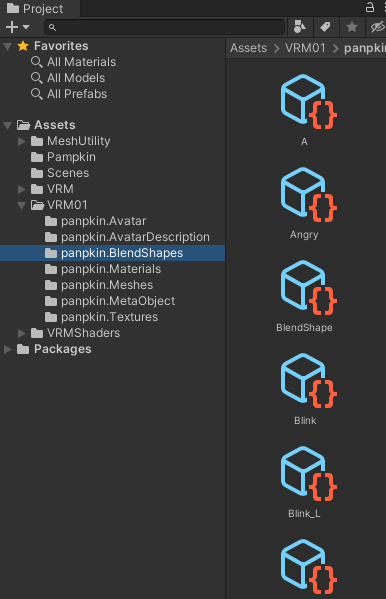 Project
Favorites
All Materials
All Models
All Prefabs
Assets
MeshUtility
Pampkin
Scenes
VRM
VRM01
panpkin.Avatar
panpkin.AvatarDescription
panpkin.BlendShapes
panpkin.Materials
panpkin.Meshes
panpkin.MetaObject
panpkin.Textures
VRMShaders
Packages
Assets > VRM01 > panpkin
A
Angry
BlendShape
Blink
Blink_L